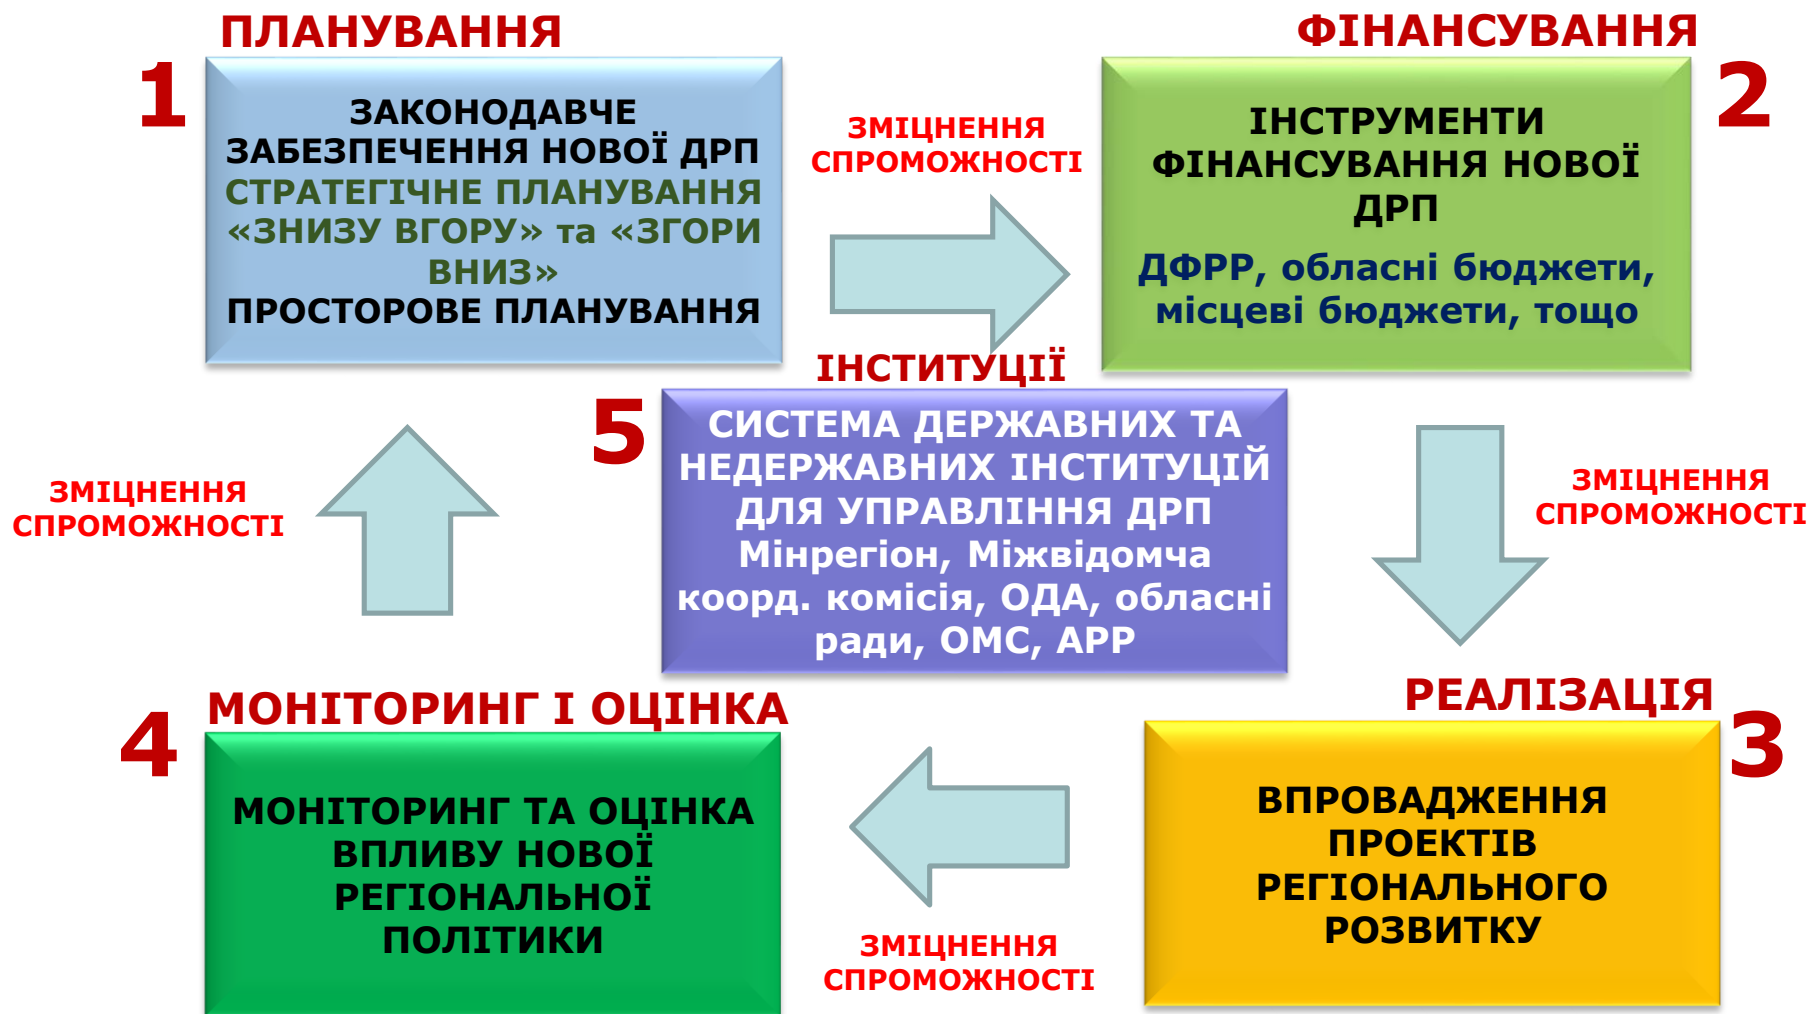 ПЛАНУВАННЯ
1
ЗАКОНОДАВЧЕ
ЗАБЕЗПЕЧЕННЯ НОВОЇ ДРП
СТРАТЕГІЧНЕ ПЛАНУВАННЯ
«ЗНИЗУ ВГОРУ» та «ЗГОРИ
ВНИЗ»
ПРОСТОРОВЕ ПЛАНУВАННЯ
ЗМІЦНЕННЯ
СПРОМОЖНОСТІ
ФІНАНСУВАННЯ
2
ІНСТРУМЕНТИ
ФІНАНСУВАННЯ НОВОЇ
ДРП
ДФРР, обласні бюджети,
місцеві бюджети, тощо
ІНСТИТУЦІЇ
5
СИСТЕМА ДЕРЖАВНИХ ТА
НЕДЕРЖАВНИХ ІНСТИТУЦІЙ
ДЛЯ УПРАВЛІННЯ ДРП
Мінрегіон, Міжвідомча
коорд. комісія, ОДА, обласні
ради, ОМС, АРР
ЗМІЦНЕННЯ
СПРОМОЖНОСТІ
ЗМІЦНЕННЯ
СПРОМОЖНОСТІ
РЕАЛІЗАЦІЯ
3
ВПРОВАДЖЕННЯ
ПРОЕКТІВ
РЕГІОНАЛЬНОГО
РОЗВИТКУ
ЗМІЦНЕННЯ
СПРОМОЖНОСТІ
МОНІТОРИНГ І ОЦІНКА
4
МОНІТОРИНГ ТА ОЦІНКА
ВПЛИВУ НОВОЇ
РЕГІОНАЛЬНОЇ
ПОЛІТИКИ